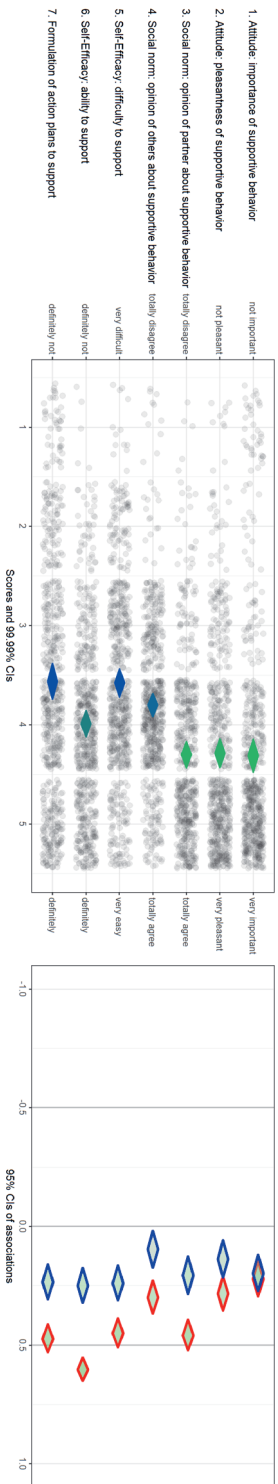 1. Attitude: importance of supportive behavior
2. Attitude: pleasantness of supportive behavior
3. Social norm: opinion of partner about supportive behavior
4. Social norm: opinion of others about supportive behavior
5. Self-Efficacy: difficulty to support
6. Self-Efficacy: ability to support
7. Formulation of action plans to support
not important
not pleasant
totally disagree
totally disagree
very difficult
definitely not
definitely not
1 2 3 4 5
Scores and 99.99% CIs
very important
very pleasant
totally agree
totally agree
very easy
definitely
definitely
-1.0 -0.5 0.0 0.5 1.0
95% CIs of associations